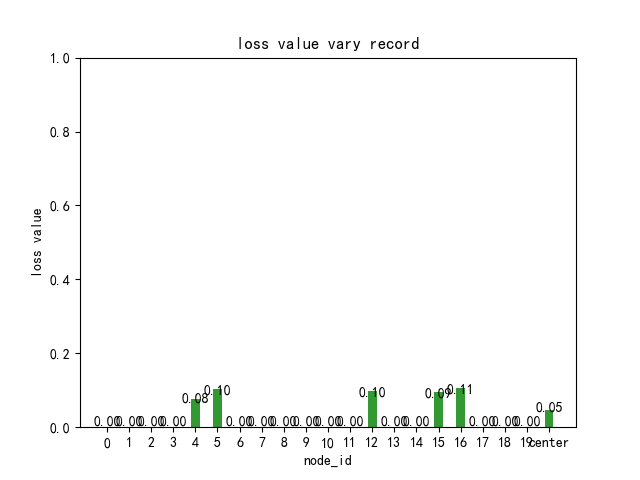 loss value vary record
1.0
0.8
0.6
0.4
0.2
0.0
loss value
0.00 0.00 0.00 0.00 0.08 0.10 0.00 0.00 0.00 0.00 0.00 0.00 0.10 0.00 0.00 0.09 0.11 0.00 0.00 0.00 0.05
0 1 2 3 4 5 6 7 8 9 10 11 12 13 14 15 16 17 18 19 center
node_id